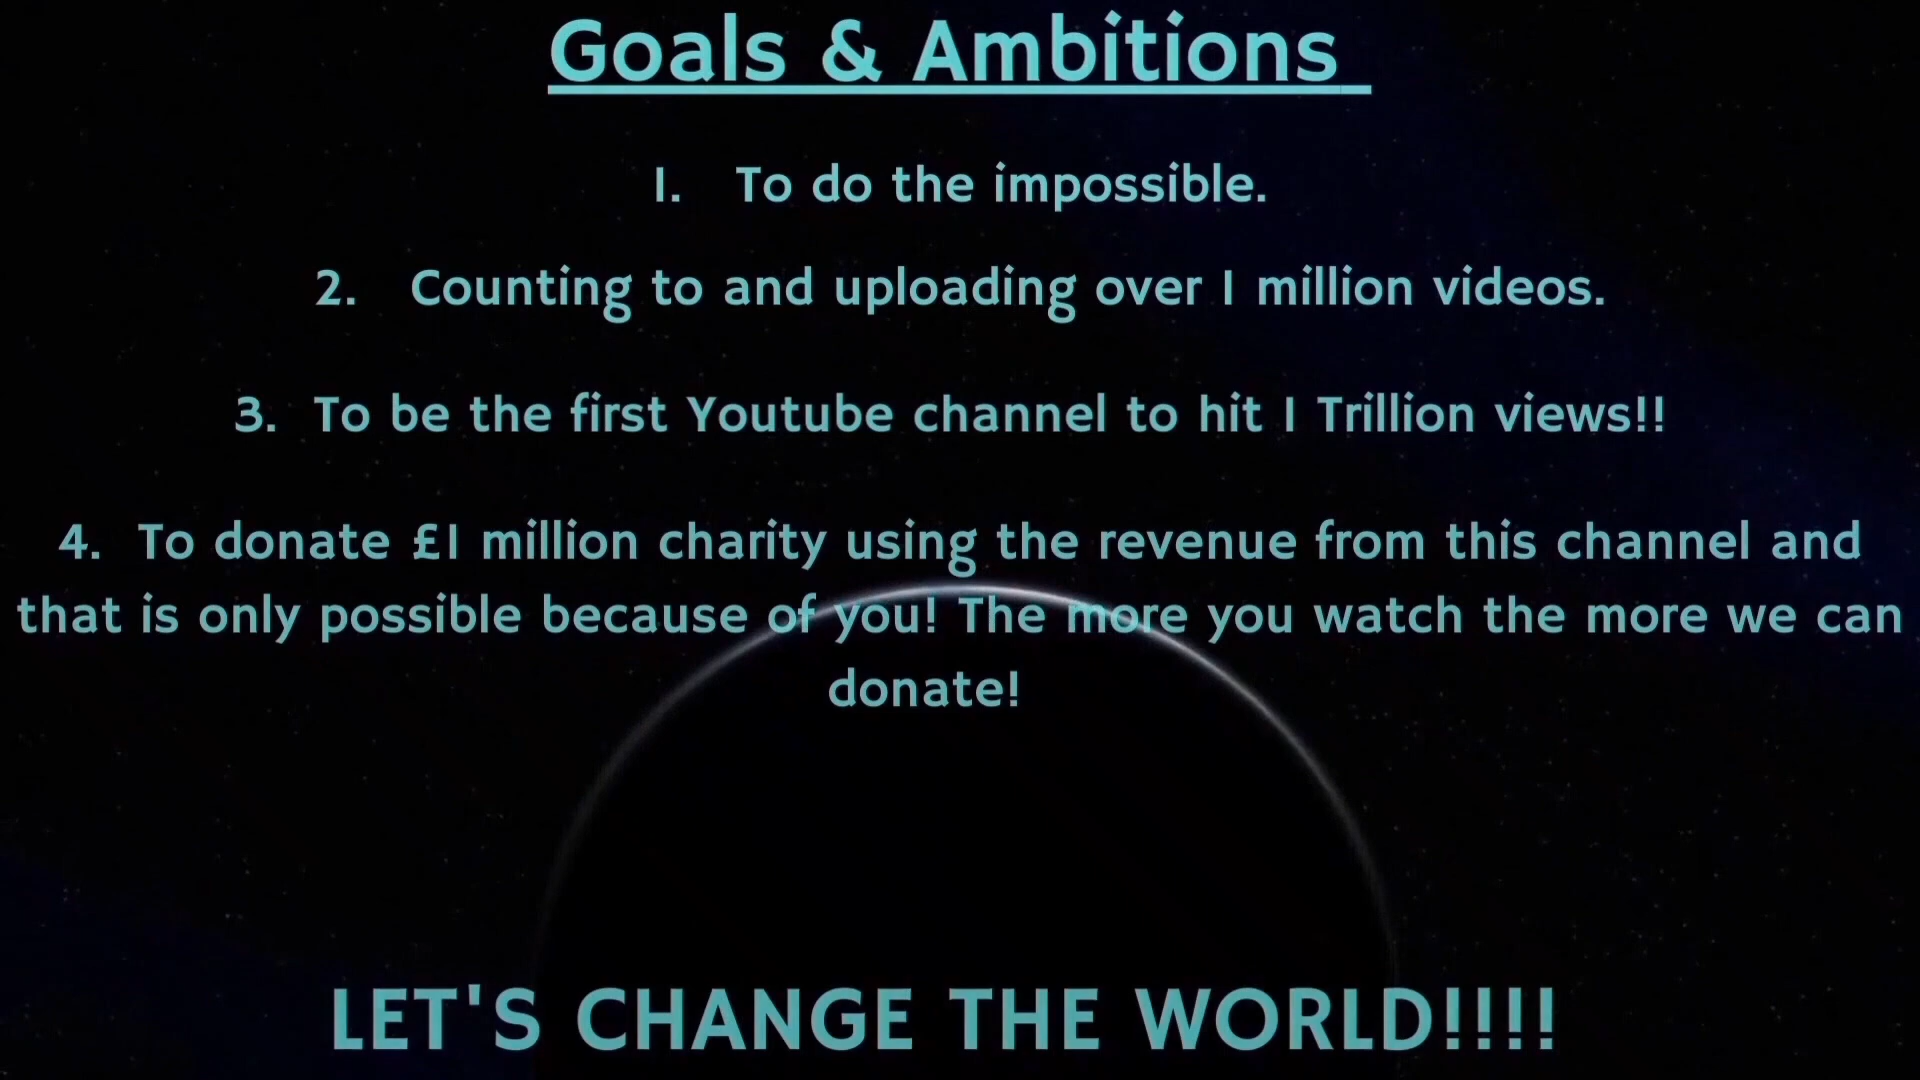 Goals & Ambitions
1. To do the impossible.
2. Counting to and uploading over 1 million videos.
3. To be the first Youtube channel to hit 1 Trillion views!!
4. To donate £1 million charity using the revenue from this channel and
that is only possible because of you! The more you watch the more we can
donate!
LET'S CHANGE THE WORLD!!!!